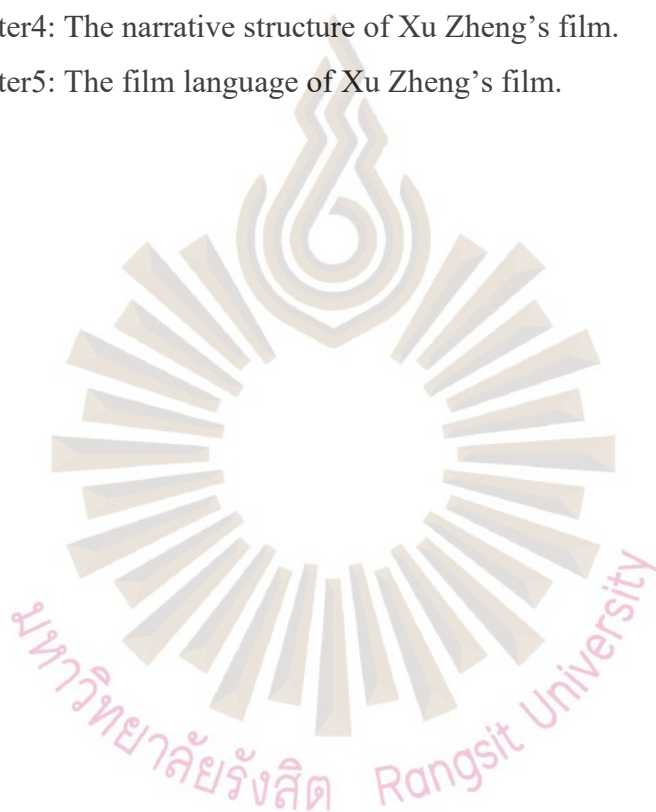 ter4: The narrative structure of Xu Zheng’s film.
ter5: The film language of Xu Zheng’s film.
มหาวิทยาลัยรังสิต Rangsit University